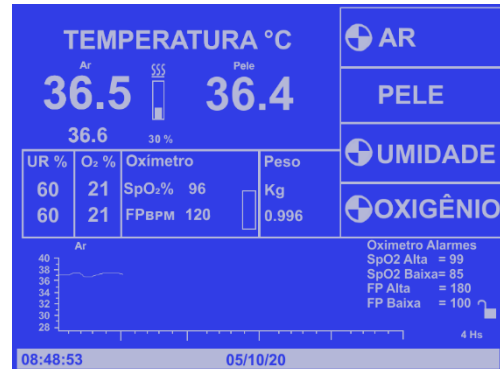 TEMPERATURA °C
Ar
Pele
36.5
36.4
36.6
30 %
AR
PELE
UMIDADE
OXIGÊNIO
UR %
O₂ %
Oxímetro
Peso
60
21
SpO₂% 96
Kg
60
21
FPBPM 120
0.996
Ar
40
38
36
34
32
30
28
Oximetro Alarmes
SpO2 Alta = 99
SpO2 Baixa= 85
FP Alta = 180
FP Baixa = 100
4 Hs
08:48:53
05/10/20